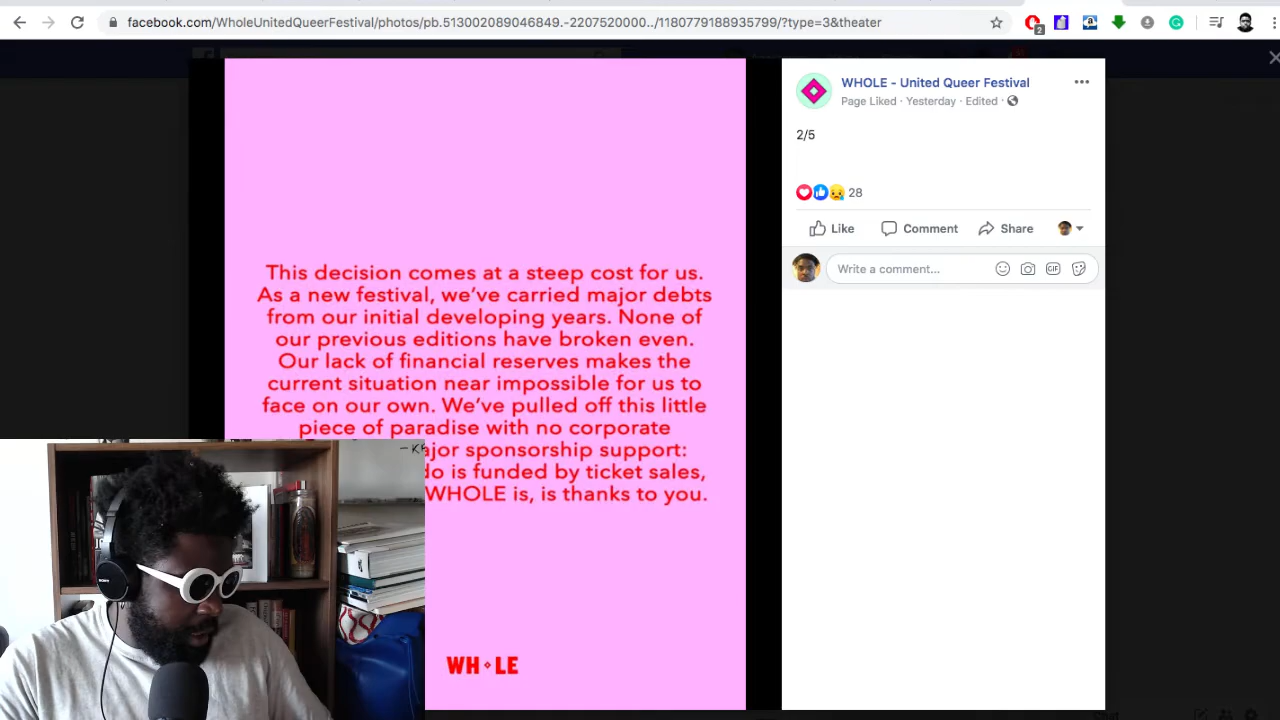 facebook.com/WholeUnitedQueerFestival/photos/pb.513002089046849.-2207520000../1180779188935799/?type=3&theater
2
WHOLE - United Queer Festival
Page Liked · Yesterday · Edited ·
2/5
28
Like Comment Share
Write a comment... GIF
This decision comes at a steep cost for us.
As a new festival, we've carried major debts
from our initial developing years. None of
our previous editions have broken even.
Our lack of financial reserves makes the
current situation near impossible for us to
face on our own. We've pulled off this little
piece of paradise with no corporate
sponsorship support:
do is funded by ticket sales,
WHOLE is, is thanks to you.
WH⬥LE
SONY